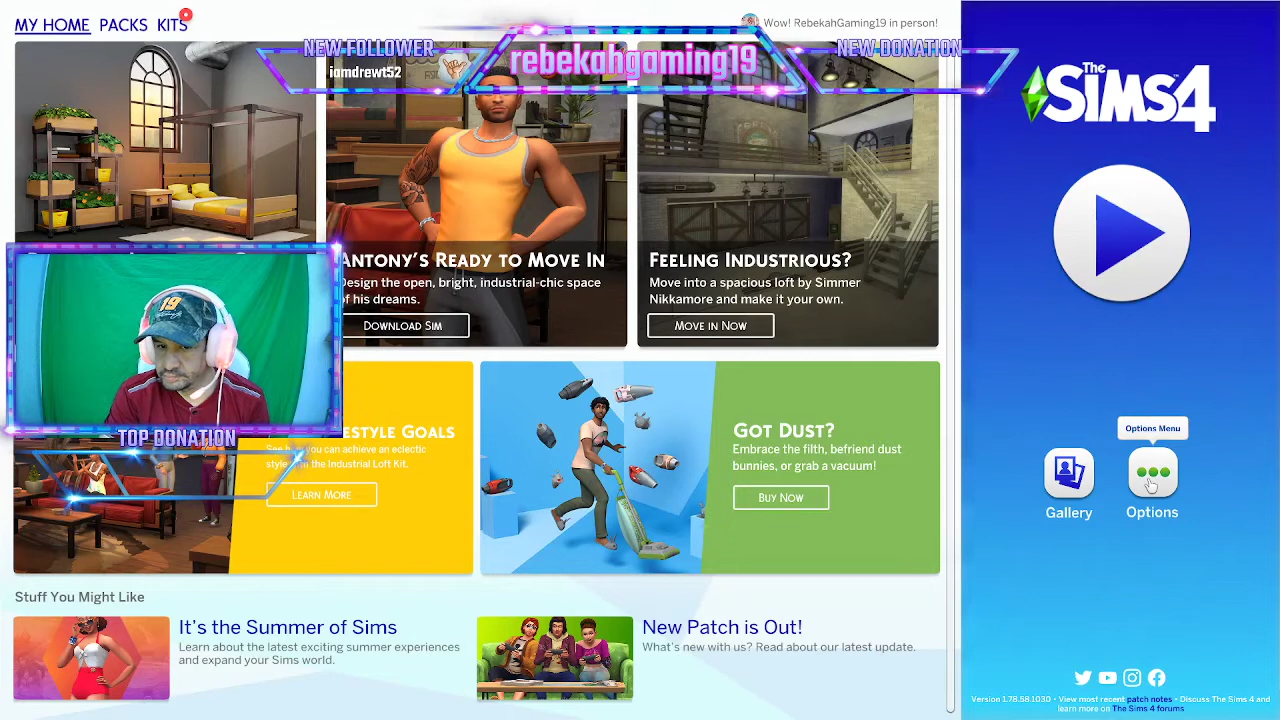 MY HOME PACKS KITS
Wow! RebekahGaming19 in person!
NEW FOLLOWER
iamdrewt52
rebekahgaming19
NEW DONATION
The SiMS 4
ANTONY'S READY TO MOVE IN
Design the open, bright, industrial-chic space
of his dreams.
DOWNLOAD SIM
FEELING INDUSTRIOUS?
Move into a spacious loft by Simmer
Nikkamore and make it your own.
MOVE IN NOW
19
TOP DONATION
ESTYLE GOALS
you can achieve an eclectic
in the Industrial Loft Kit.
LEARN MORE
GOT DUST?
Embrace the filth, befriend dust
bunnies, or grab a vacuum!
BUY NOW
Options Menu
Gallery
Options
Stuff You Might Like
It's the Summer of Sims
Learn about the latest exciting summer experiences
and expand your Sims world.
New Patch is Out!
What's new with us? Read about our latest update.
Version 1.78.58.1030 • View most recent patch notes • Discuss The Sims 4 and
learn more on The Sims 4 forums